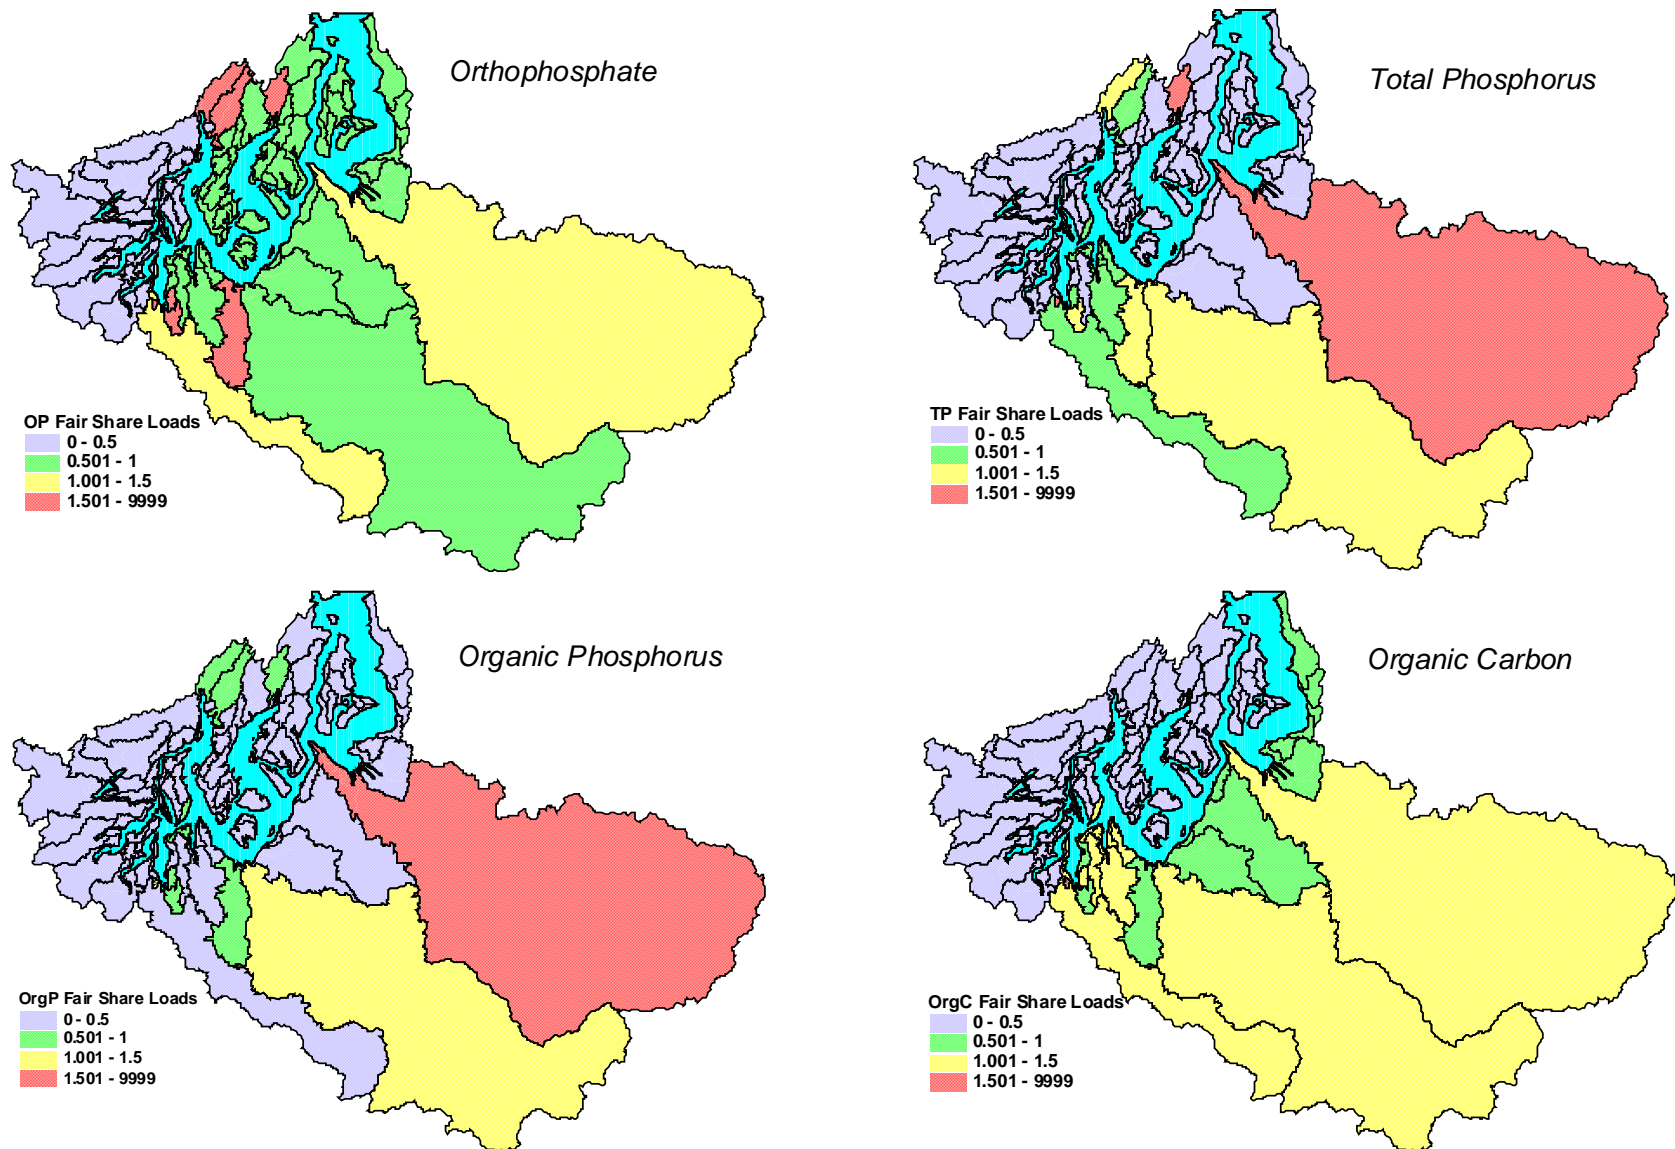 Orthophosphate
OP Fair Share Loads
0 - 0.5
0.501 - 1
1.001 - 1.5
1.501 - 9999
Total Phosphorus
TP Fair Share Loads
0 - 0.5
0.501 - 1
1.001 - 1.5
1.501 - 9999
Organic Phosphorus
OrgP Fair Share Loads
0 - 0.5
0.501 - 1
1.001 - 1.5
1.501 - 9999
Organic Carbon
OrgC Fair Share Loads
0 - 0.5
0.501 - 1
1.001 - 1.5
1.501 - 9999